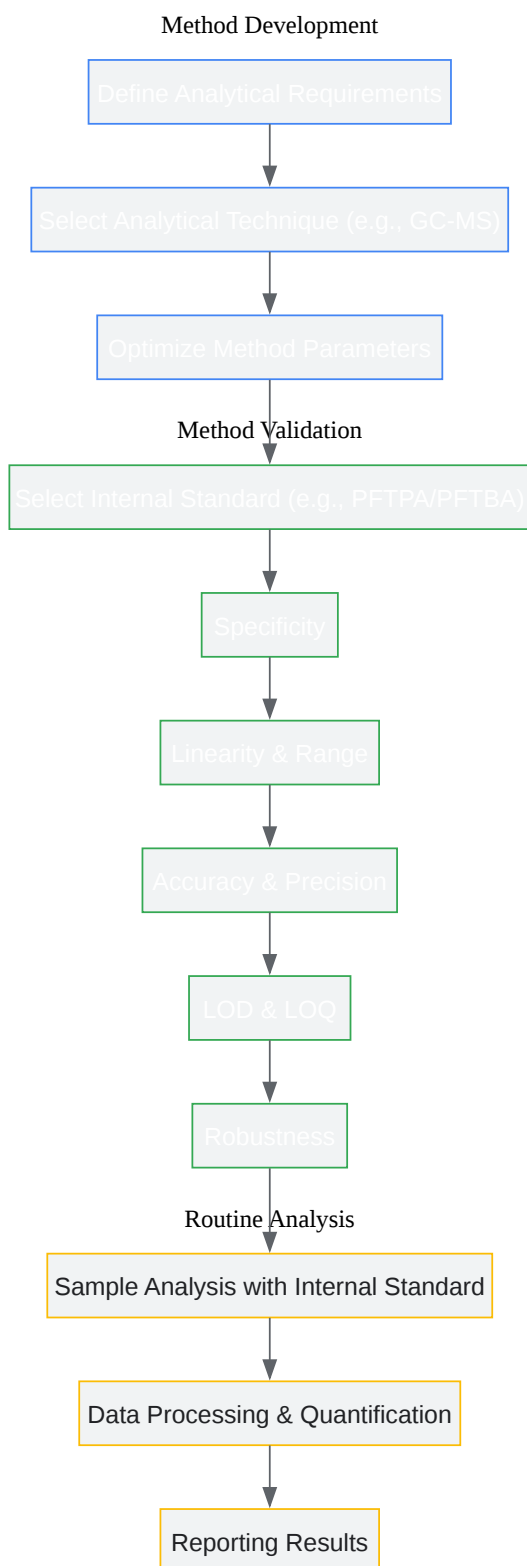 Method Development
Define Analytical Requirements
Select Analytical Technique (e.g., GC-MS)
Optimize Method Parameters
Method Validation
Select Internal Standard (e.g., PFTPA/PFTBA)
Specificity
Linearity & Range
Accuracy & Precision
LOD & LOQ
Robustness
Routine Analysis
Sample Analysis with Internal Standard
Data Processing & Quantification
Reporting Results